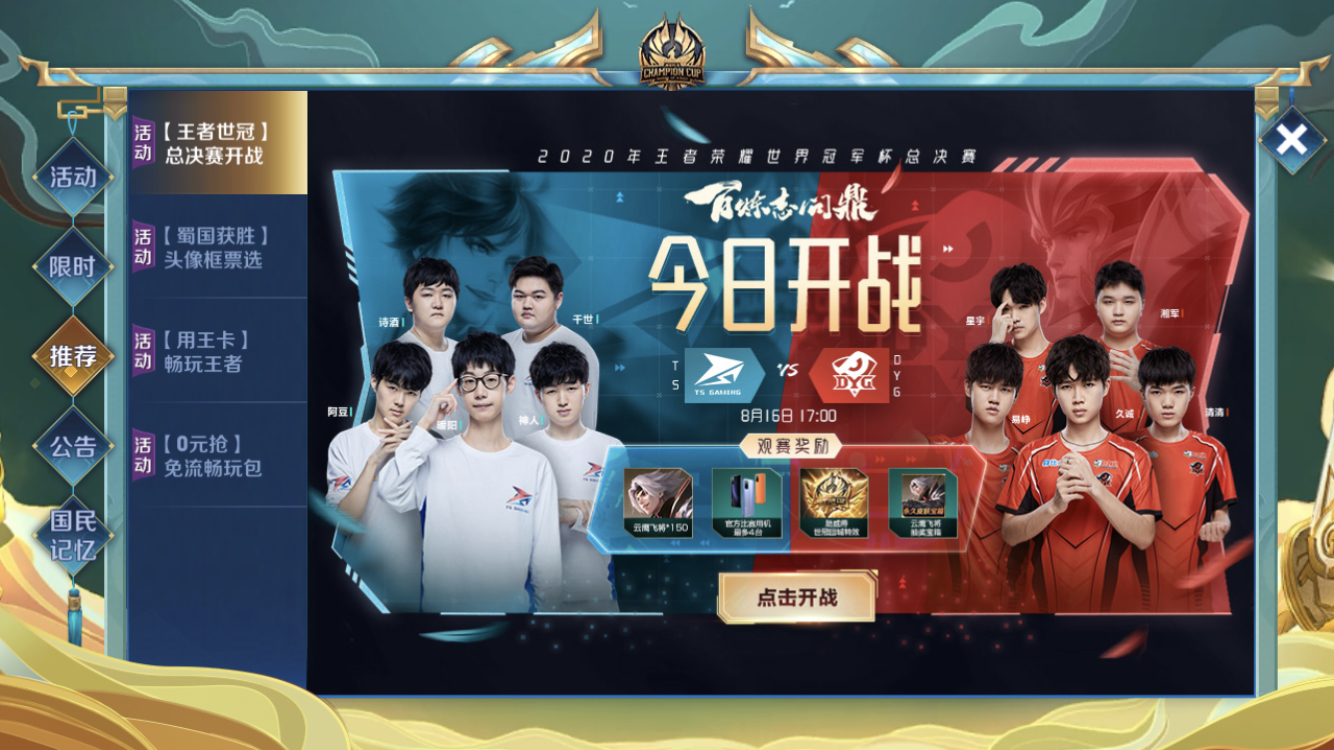 CHAMPION CUP
活动
限时
推荐
公告
国民
记忆
活动
【王者世冠】
总决赛开战
活动
【蜀国获胜】
头像框票选
活动
【用王卡】
畅玩王者
活动
【0元抢】
免流畅玩包
2020年王者荣耀世界冠军杯总决赛
百炼志问鼎
今日开战
TS
TS GAMING
VS
DYG
DYG
8月16日 17:00
诗酒
千世
阿豆
暖阳
神人
星宇
湘军
易峥
久诚
清清
观赛奖励
云鹰飞将*150
官方比赛用机
最多4台
助威得
世冠回城特效
永久皮肤宝箱
云鹰飞将
抽奖宝箱
点击开战